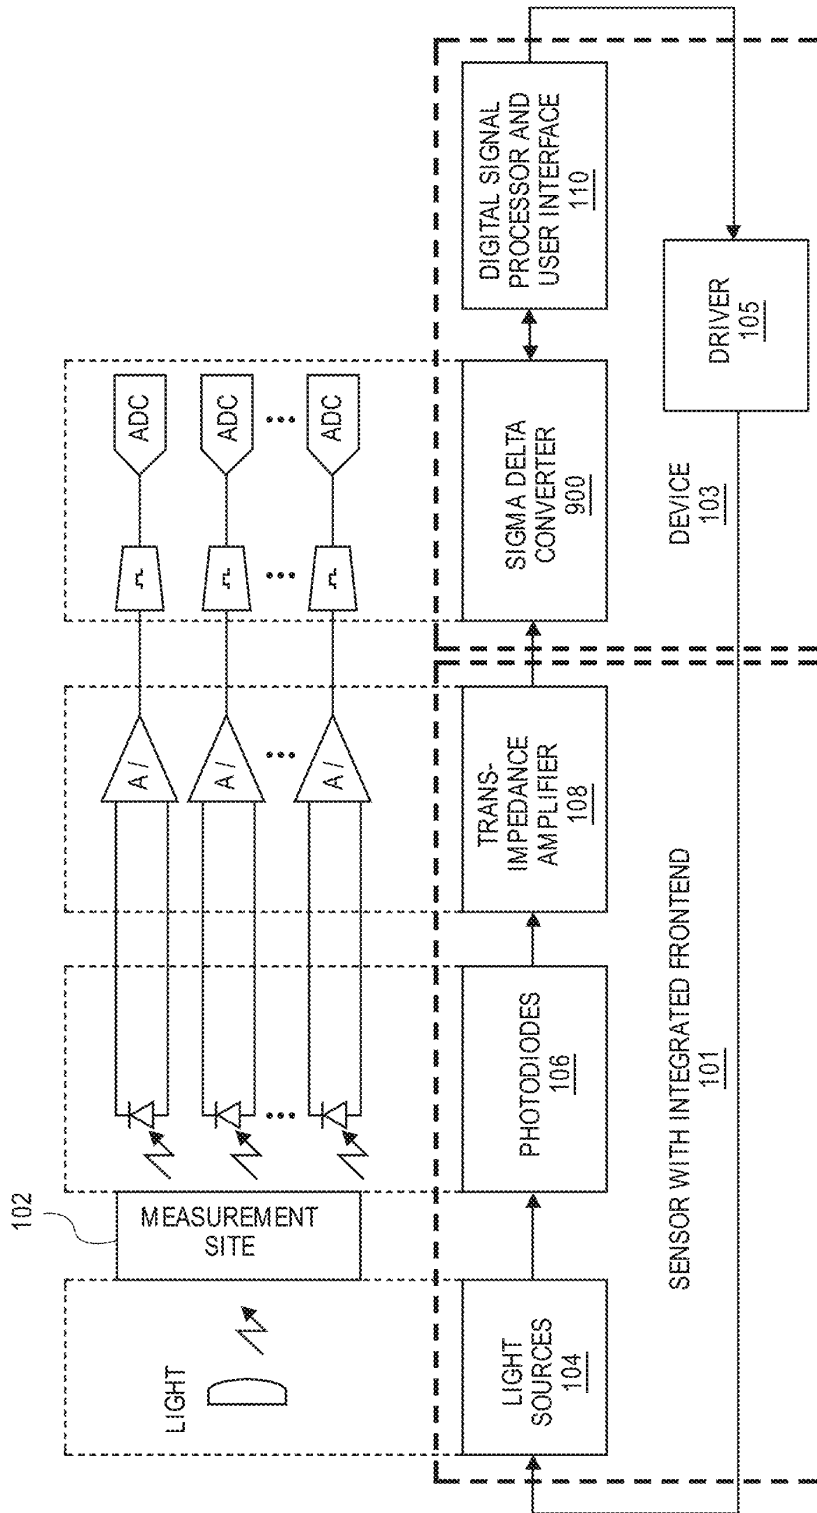 102
LIGHT
MEASUREMENT
SITE
A /
A /
A /
ADC
ADC
ADC
LIGHT
SOURCES
104
PHOTODIODES
106
TRANS-
IMPEDANCE
AMPLIFIER
108
SIGMA DELTA
CONVERTER
900
DIGITAL SIGNAL
PROCESSOR AND
USER INTERFACE
110
SENSOR WITH INTEGRATED FRONTEND
101
DEVICE
103
DRIVER
105